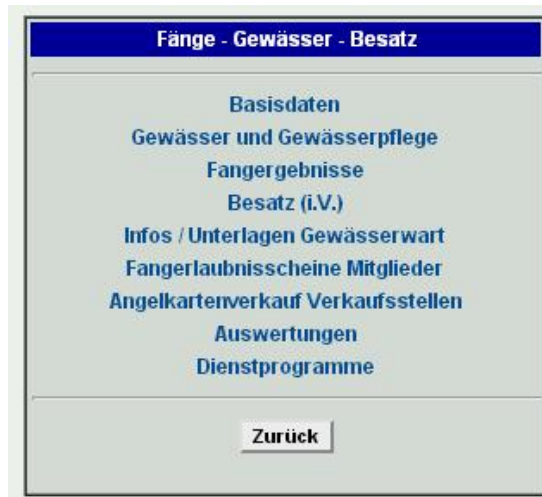 Fänge - Gewässer - Besatz
Basisdaten
Gewässer und Gewässerpflege
Fangergebnisse
Besatz (i.V.)
Infos / Unterlagen Gewässerwart
Fangerlaubnisscheine Mitglieder
Angelkartenverkauf Verkaufsstellen
Auswertungen
Dienstprogramme
Zurück